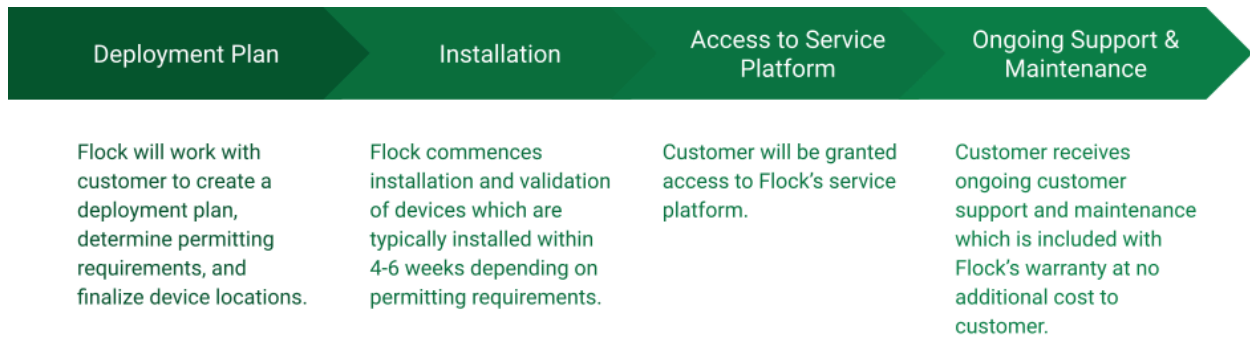 Deployment Plan
Installation
Access to Service
Platform
Ongoing Support &
Maintenance
Flock will work with
customer to create a
deployment plan,
determine permitting
requirements, and
finalize device locations.
Flock commences
installation and validation
of devices which are
typically installed within
4-6 weeks depending on
permitting requirements.
Customer will be granted
access to Flock's service
platform.
Customer receives
ongoing customer
support and maintenance
which is included with
Flock's warranty at no
additional cost to
customer.